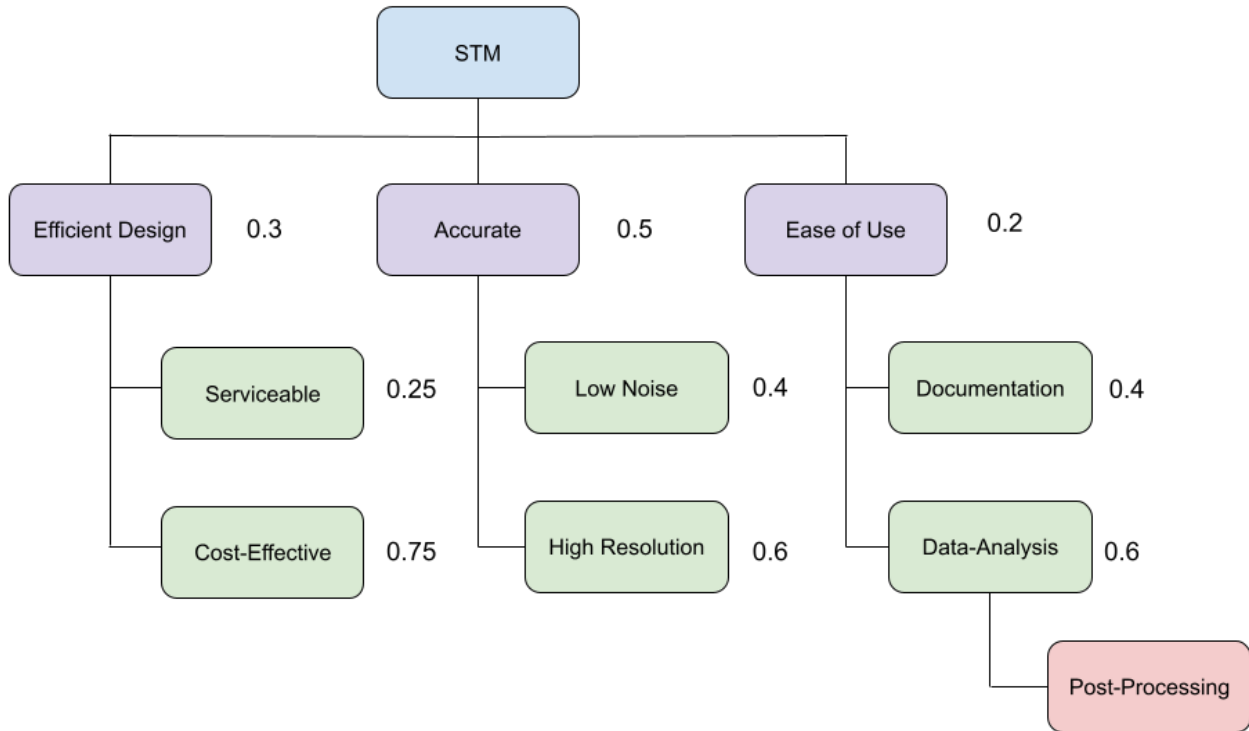 STM
Efficient Design
0.3
Accurate
0.5
Ease of Use
0.2
Serviceable
0.25
Low Noise
0.4
Documentation
0.4
Cost-Effective
0.75
High Resolution
0.6
Data-Analysis
0.6
Post-Processing